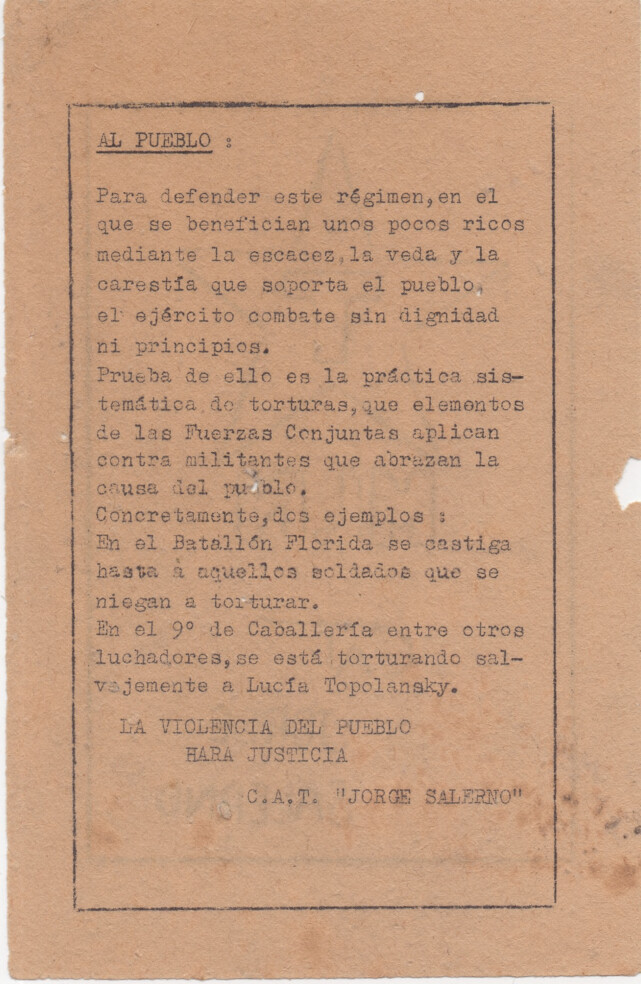 AL PUEBLO :
Para defender este régimen,en el
que se benefician unos pocos ricos
mediante la escacez,la veda y la
carestía que soporta el pueblo,
el ejército combate sin dignidad
ni principios.
Prueba de ello es la práctica sis-
temática de torturas,que elementos
de las Fuerzas Conjuntas aplican
contra militantes que abrazan la
causa del pueblo.
Concretamente,dos ejemplos :
En el Batallón Florida se castiga
hasta à aquellos soldados que se
niegan a torturar.
En el 9º de Caballería entre otros
luchadores,se está torturando sal-
vajemente a Lucía Topolansky.
LA VIOLENCIA DEL PUEBLO
HARA JUSTICIA
C.A.T. "JORGE SALERNO"